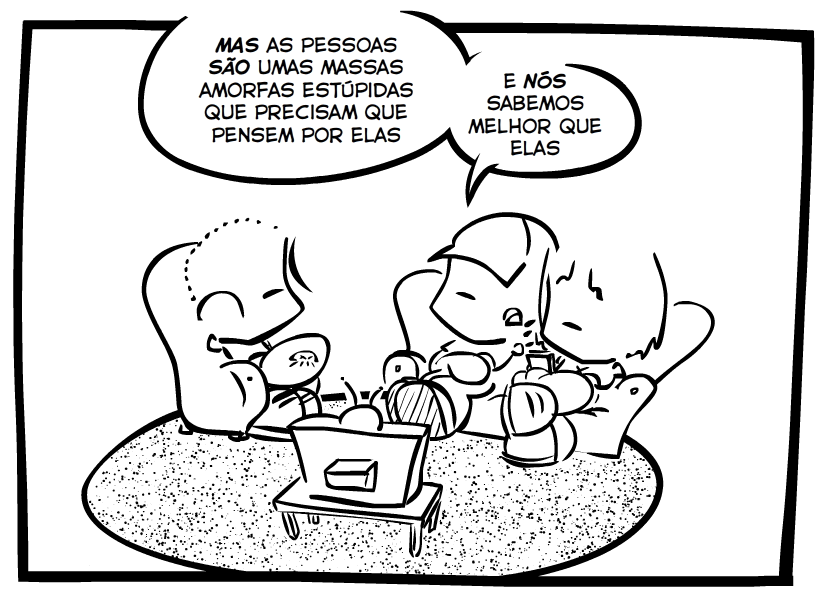 MAS AS PESSOAS
SÃO UMAS MASSAS
AMORFAS ESTÚPIDAS
QUE PRECISAM QUE
PENSEM POR ELAS
E NÓS
SABEMOS
MELHOR QUE
ELAS